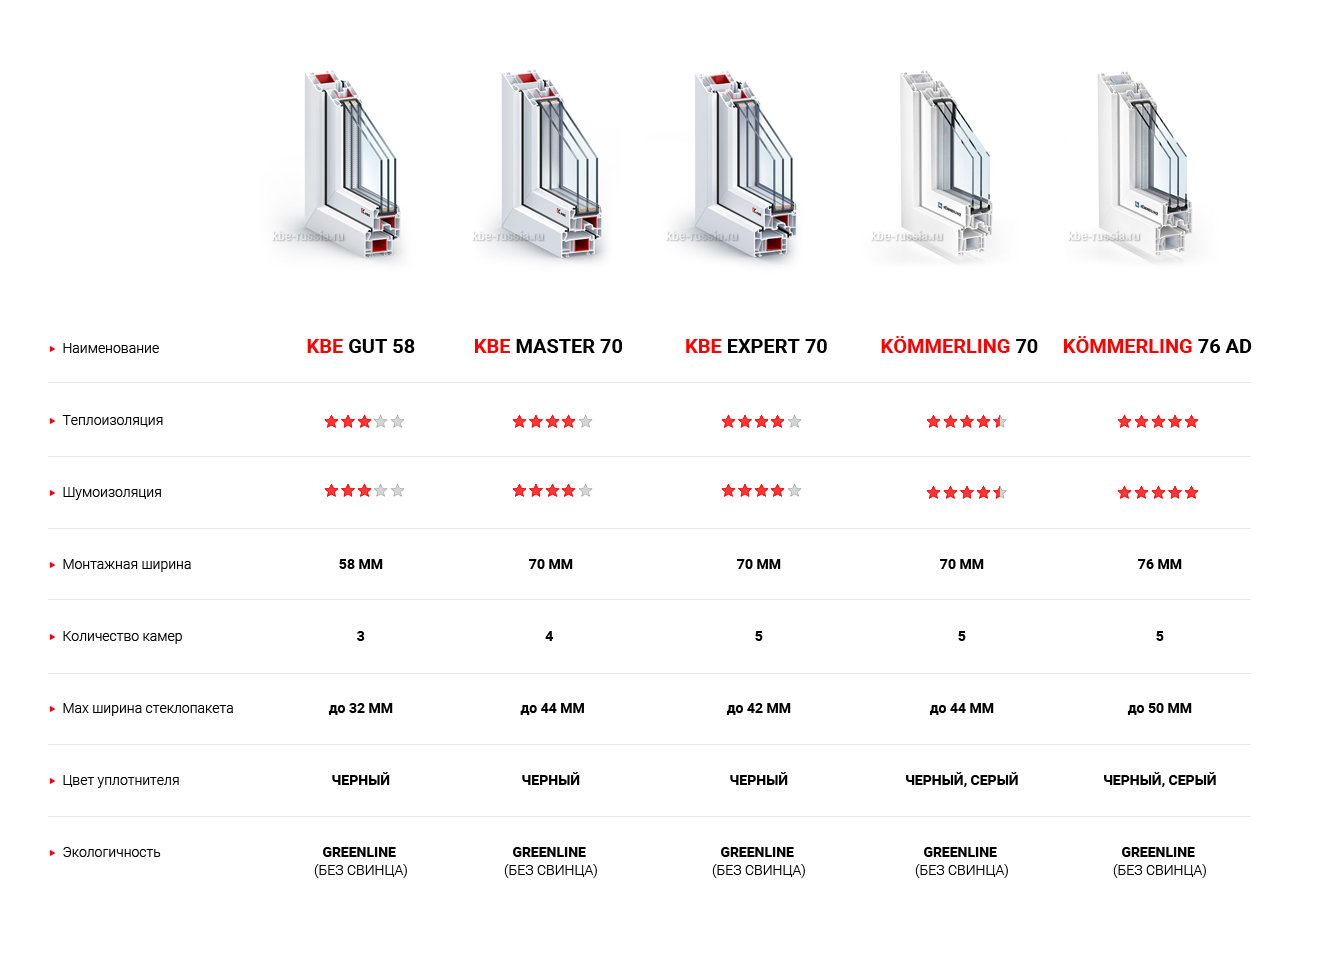 kbe-russia.ru kbe-russia.ru kbe-russia.ru kbe-russia.ru kbe-russia.ru
Наименование KBE GUT 58 KBE MASTER 70 KBE EXPERT 70 KÖMMERLING 70 KÖMMERLING 76 AD
Теплоизоляция
Шумоизоляция
Монтажная ширина 58 ММ 70 ММ 70 ММ 70 ММ 76 ММ
Количество камер 3 4 5 5 5
Мах ширина стеклопакета до 32 ММ до 44 ММ до 42 ММ до 44 ММ до 50 ММ
Цвет уплотнителя ЧЕРНЫЙ ЧЕРНЫЙ ЧЕРНЫЙ ЧЕРНЫЙ, СЕРЫЙ ЧЕРНЫЙ, СЕРЫЙ
Экологичность GREENLINE GREENLINE GREENLINE GREENLINE GREENLINE
(БЕЗ СВИНЦА) (БЕЗ СВИНЦА) (БЕЗ СВИНЦА) (БЕЗ СВИНЦА) (БЕЗ СВИНЦА)